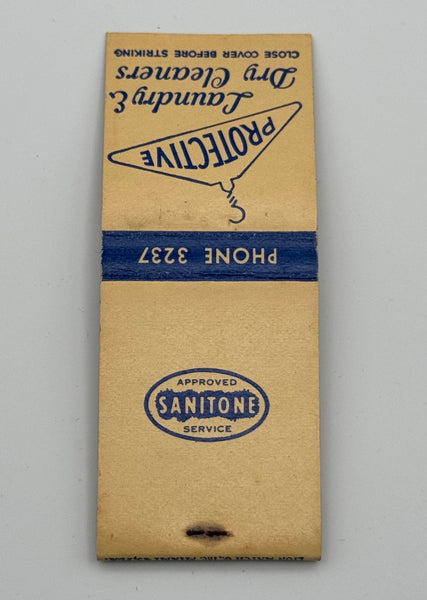 PROTECTIVE
Laundry &
Dry Cleaners
CLOSE COVER BEFORE STRIKING
PHONE 3237
APPROVED
SANITONE
SERVICE